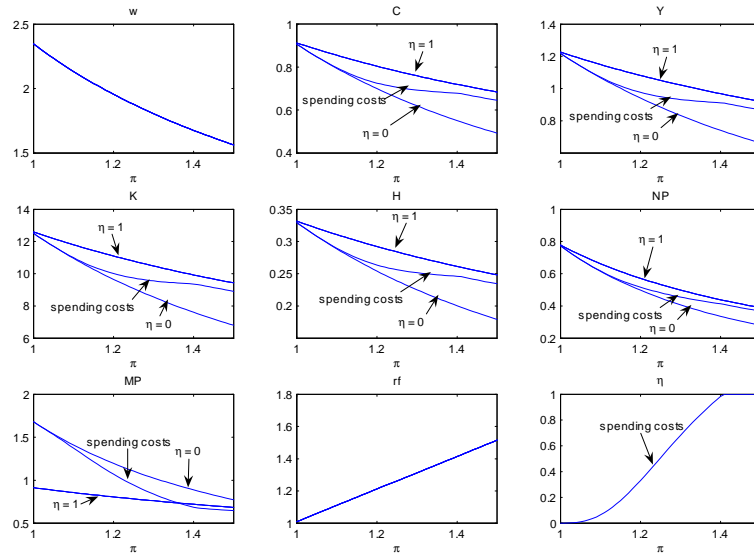 w
2.5
2
1.5
1
1.2
1.4
π
C
1
0.8
0.6
0.4
η = 1
spending costs
η = 0
1
1.2
1.4
π
Y
1.2
1
0.8
0.6
η = 1
spending costs
η = 0
1
1.2
1.4
π
K
14
12
10
8
6
η = 1
spending costs
η = 0
1
1.2
1.4
π
H
0.35
0.3
0.25
0.2
η = 1
spending costs
η = 0
1
1.2
1.4
π
NP
1
0.8
0.6
0.4
0.2
η = 1
spending costs
η = 0
1
1.2
1.4
π
MP
2
1.5
1
0.5
spending costs
η = 0
η = 1
1
1.2
1.4
π
rf
1.8
1.6
1.4
1.2
1
1
1.2
1.4
π
η
1
0.8
0.6
0.4
0.2
0
spending costs
1
1.2
1.4
π